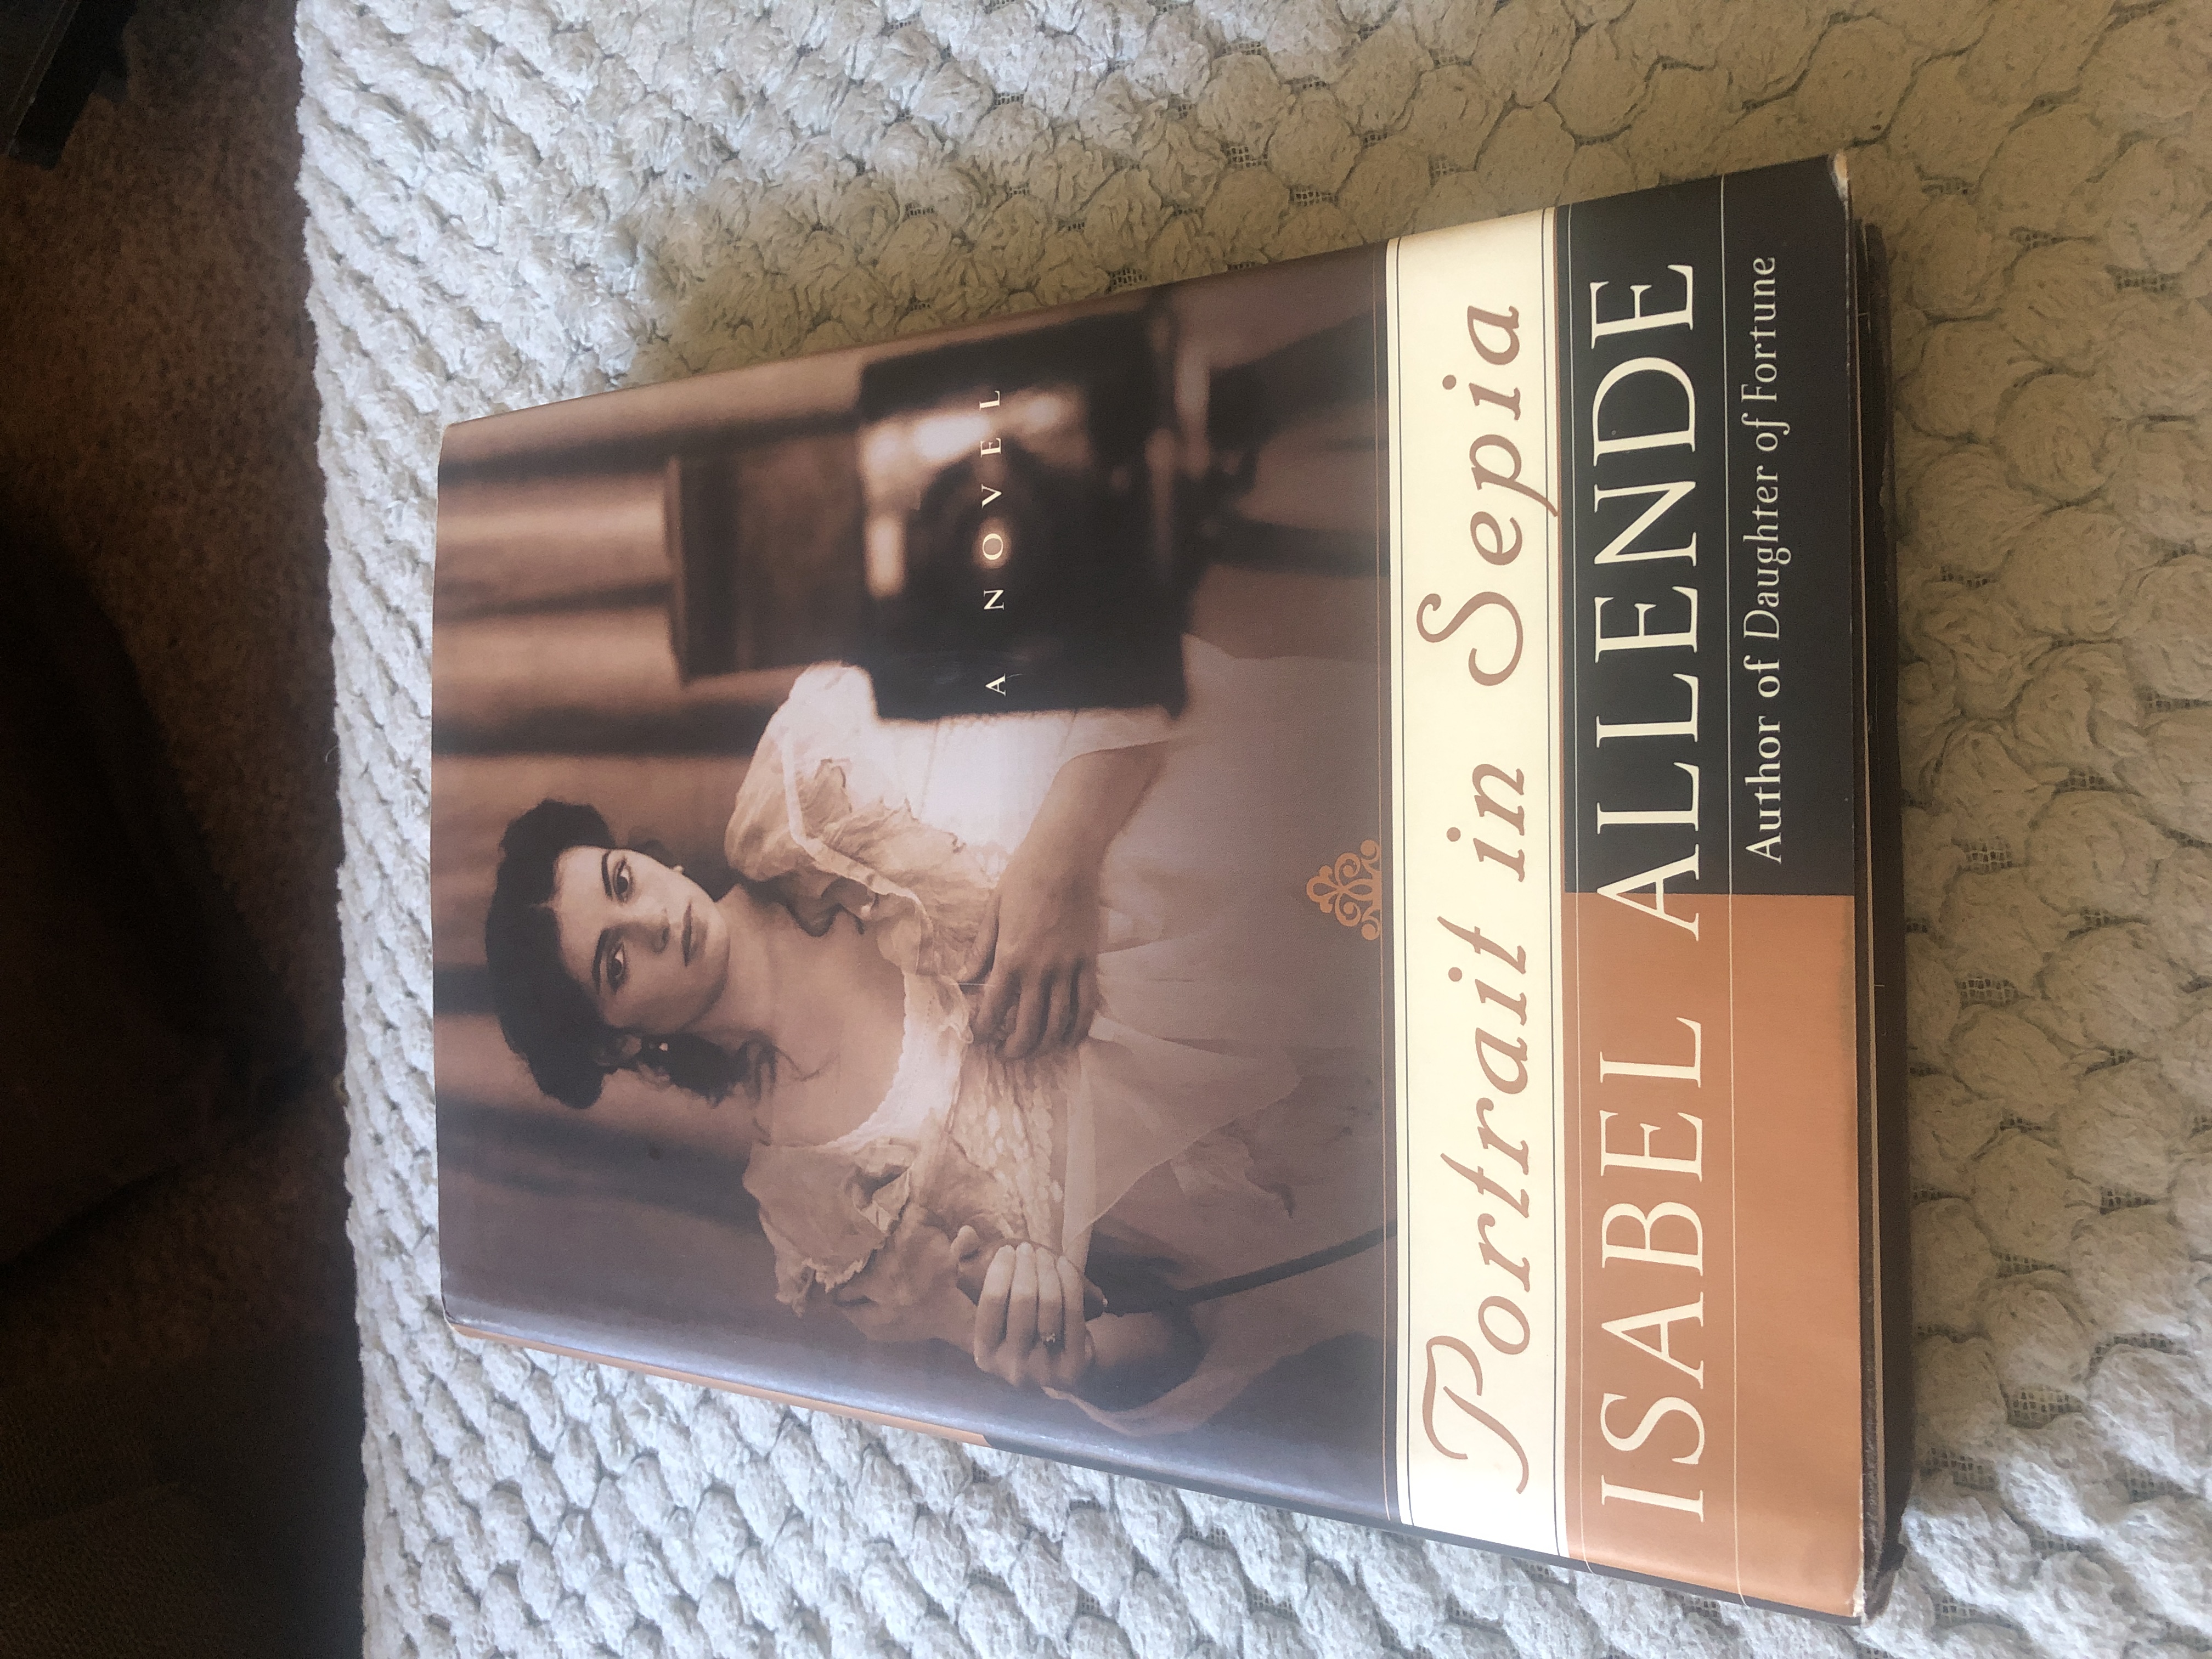 A NOVEL
Portrait in Sepia
ISABEL ALLENDE
Author of Daughter of Fortune